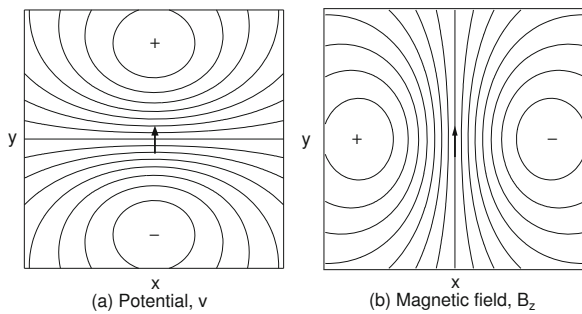 +
y
−
x
(a) Potential, v
y
+
−
x
(b) Magnetic field, B_z